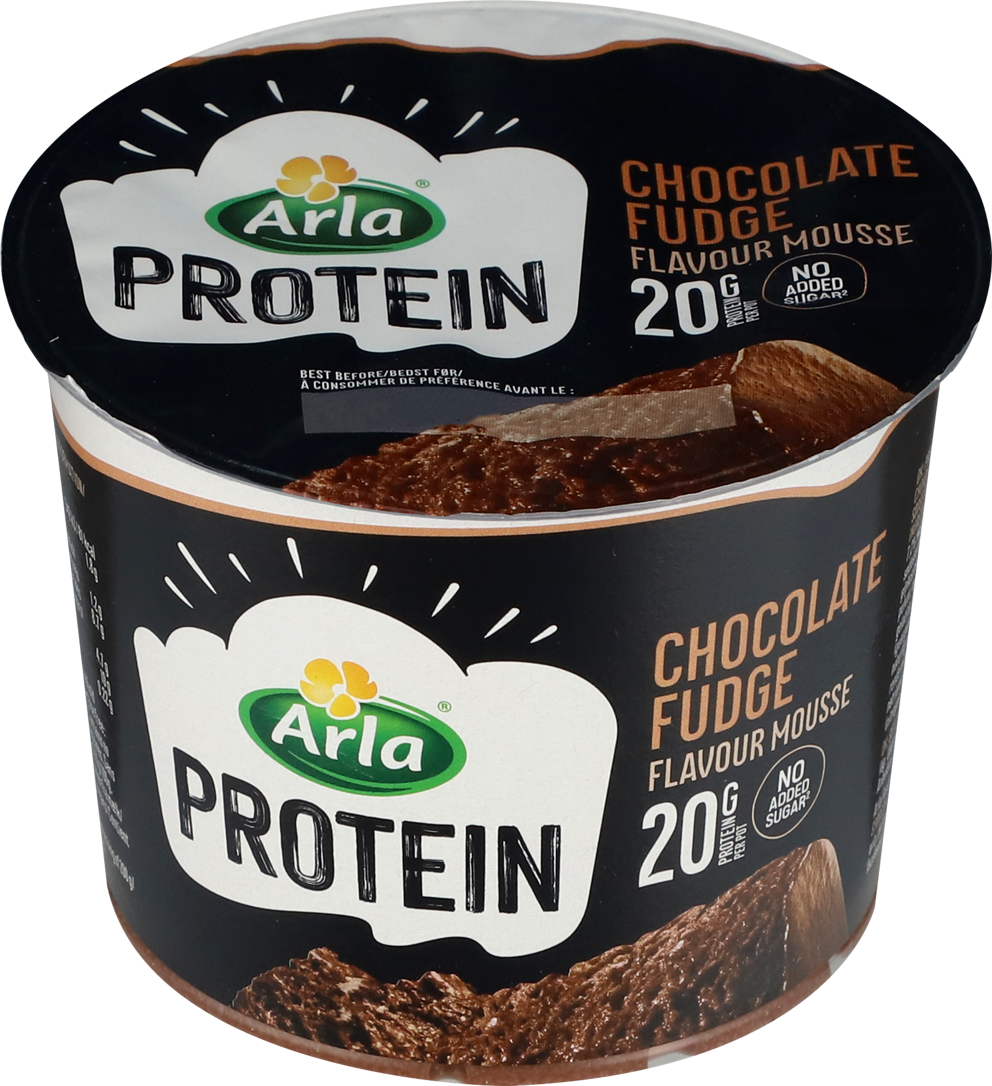 Arla®
PROTEIN
CHOCOLATE
FUDGE
FLAVOUR MOUSSE
20G
PROTEIN
PER POT
NO
ADDED
SUGAR²
BEST BEFORE/BEDST FØR/
À CONSOMMER DE PRÉFÉRENCE AVANT LE :
Arla®
PROTEIN
CHOCOLATE
FUDGE
FLAVOUR MOUSSE
20G
PROTEIN
PER POT
NO
ADDED
SUGAR²